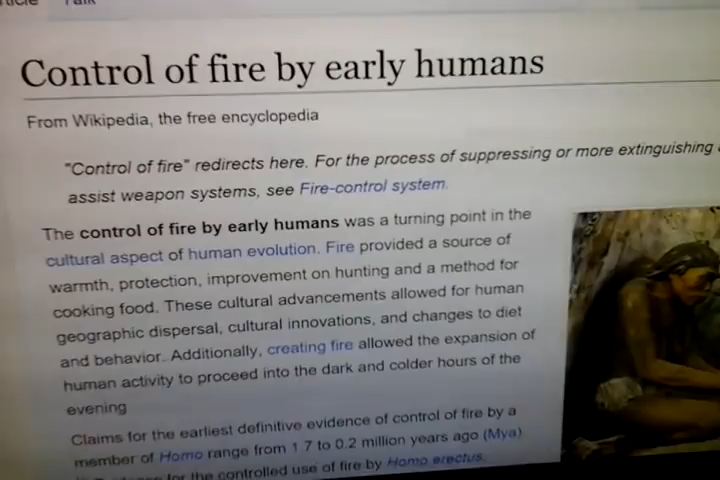 Talk
Control of fire by early humans
From Wikipedia, the free encyclopedia
"Control of fire" redirects here. For the process of suppressing or more extinguishing
assist weapon systems, see Fire-control system.
The control of fire by early humans was a turning point in the
cultural aspect of human evolution. Fire provided a source of
warmth, protection, improvement on hunting and a method for
cooking food. These cultural advancements allowed for human
geographic dispersal, cultural innovations, and changes to diet
and behavior. Additionally, creating fire allowed the expansion of
human activity to proceed into the dark and colder hours of the
evening
Claims for the earliest definitive evidence of control of fire by a
member of Homo range from 1.7 to 0.2 million years ago (Mya)
for the controlled use of fire by Homo erectus,